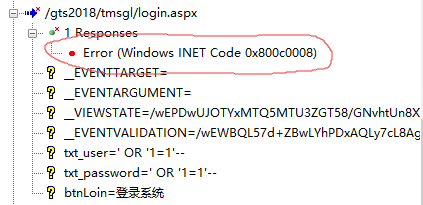 /gts2018/tmsgl/login.aspx
1 Responses
Error (Windows INET Code 0x800c0008)
__EVENTTARGET=
__EVENTARGUMENT=
__VIEWSTATE=/wEPDwUJOTYxMTQ5MTU3ZGT58/GNvhtUn8X
__EVENTVALIDATION=/wEWBQL57d+ZBwLYhPDxAQLy7cL8Ag
txt_user=' OR '1=1'--
txt_password=' OR '1=1'--
btnLoin=登录系统